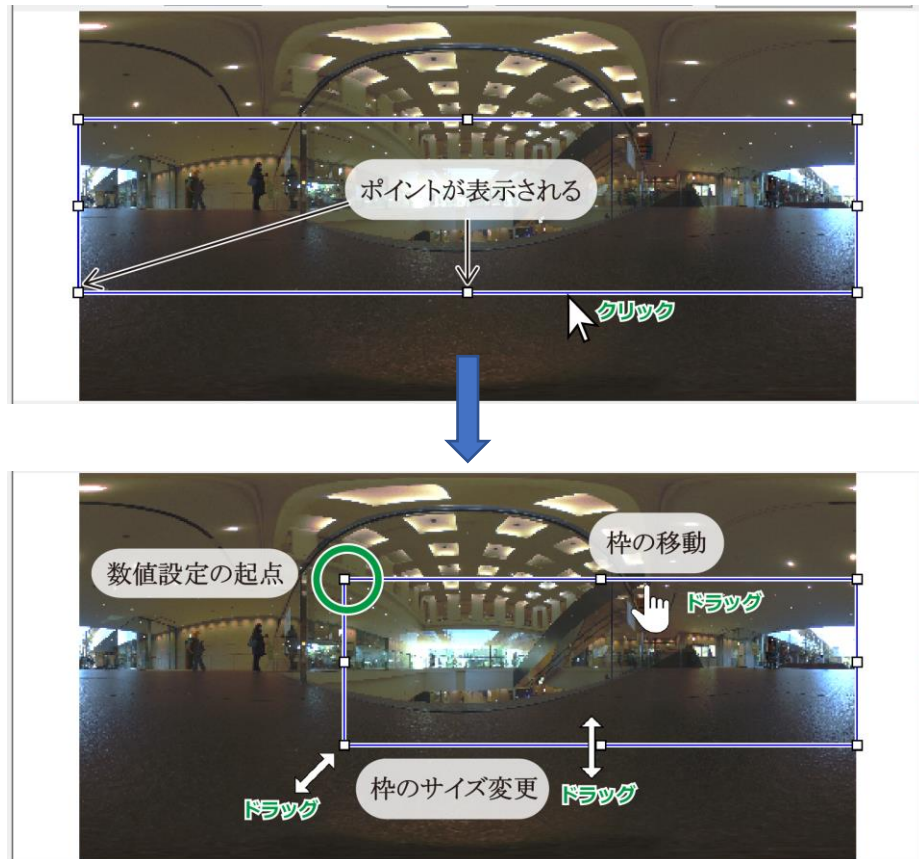 ポイントが表示される
クリック
枠の移動
数値設定の起点
ドラッグ
枠のサイズ変更
ドラッグ
ドラッグ